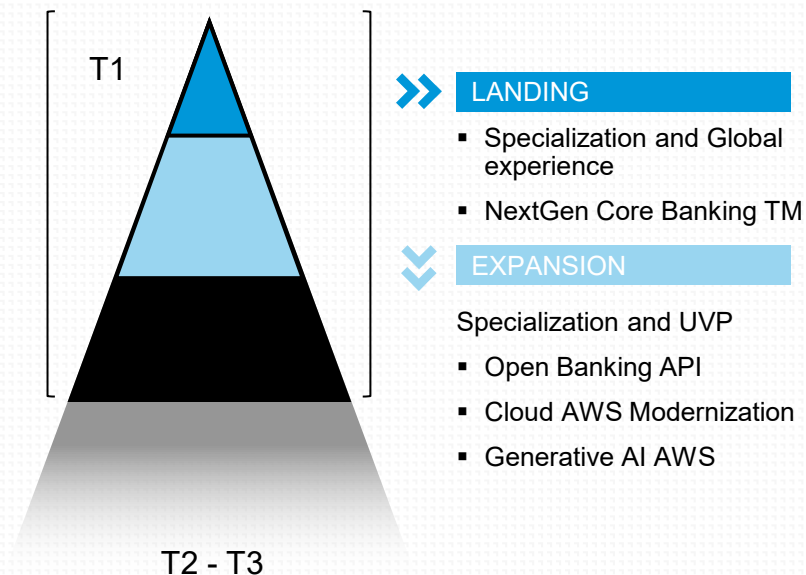 T1
LANDING
▪ Specialization and Global
experience
▪ NextGen Core Banking TM
EXPANSION
Specialization and UVP
▪ Open Banking API
▪ Cloud AWS Modernization
▪ Generative AI AWS
T2 - T3